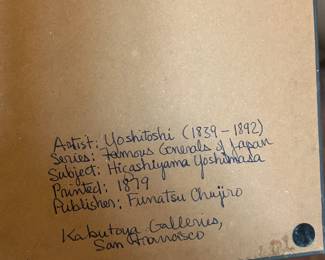 Artist: Yoshitoshi (1839-1892)
Series: Famous Generals of Japan
Subject: Higashiyama Yoshimasa
Printed: 1879
Publisher: Funatsu Chujiro
Kabutoya Galleries,
San Francisco